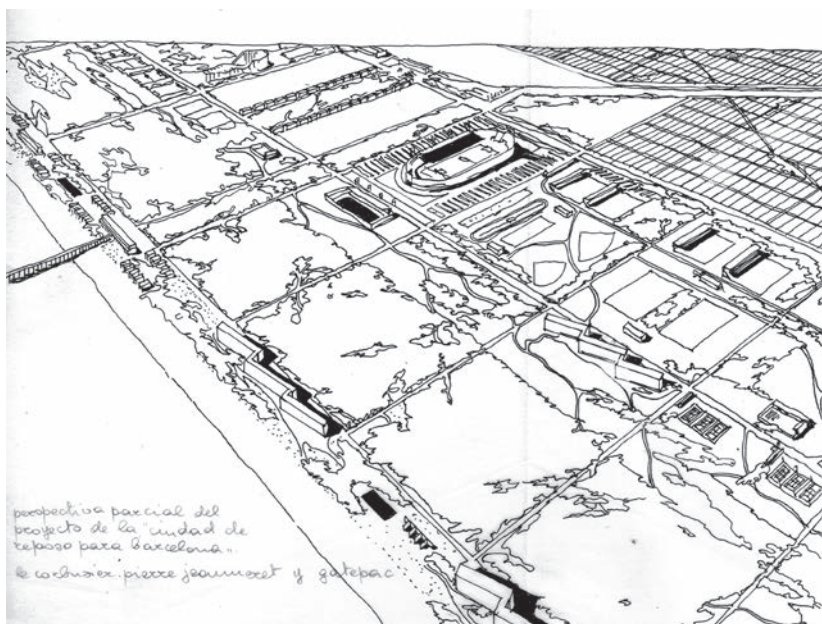 perspectiva parcial del
proyecto de la "ciudad de
reposo para barcelona".
le corbusier. pierre jeanneret y gatepac